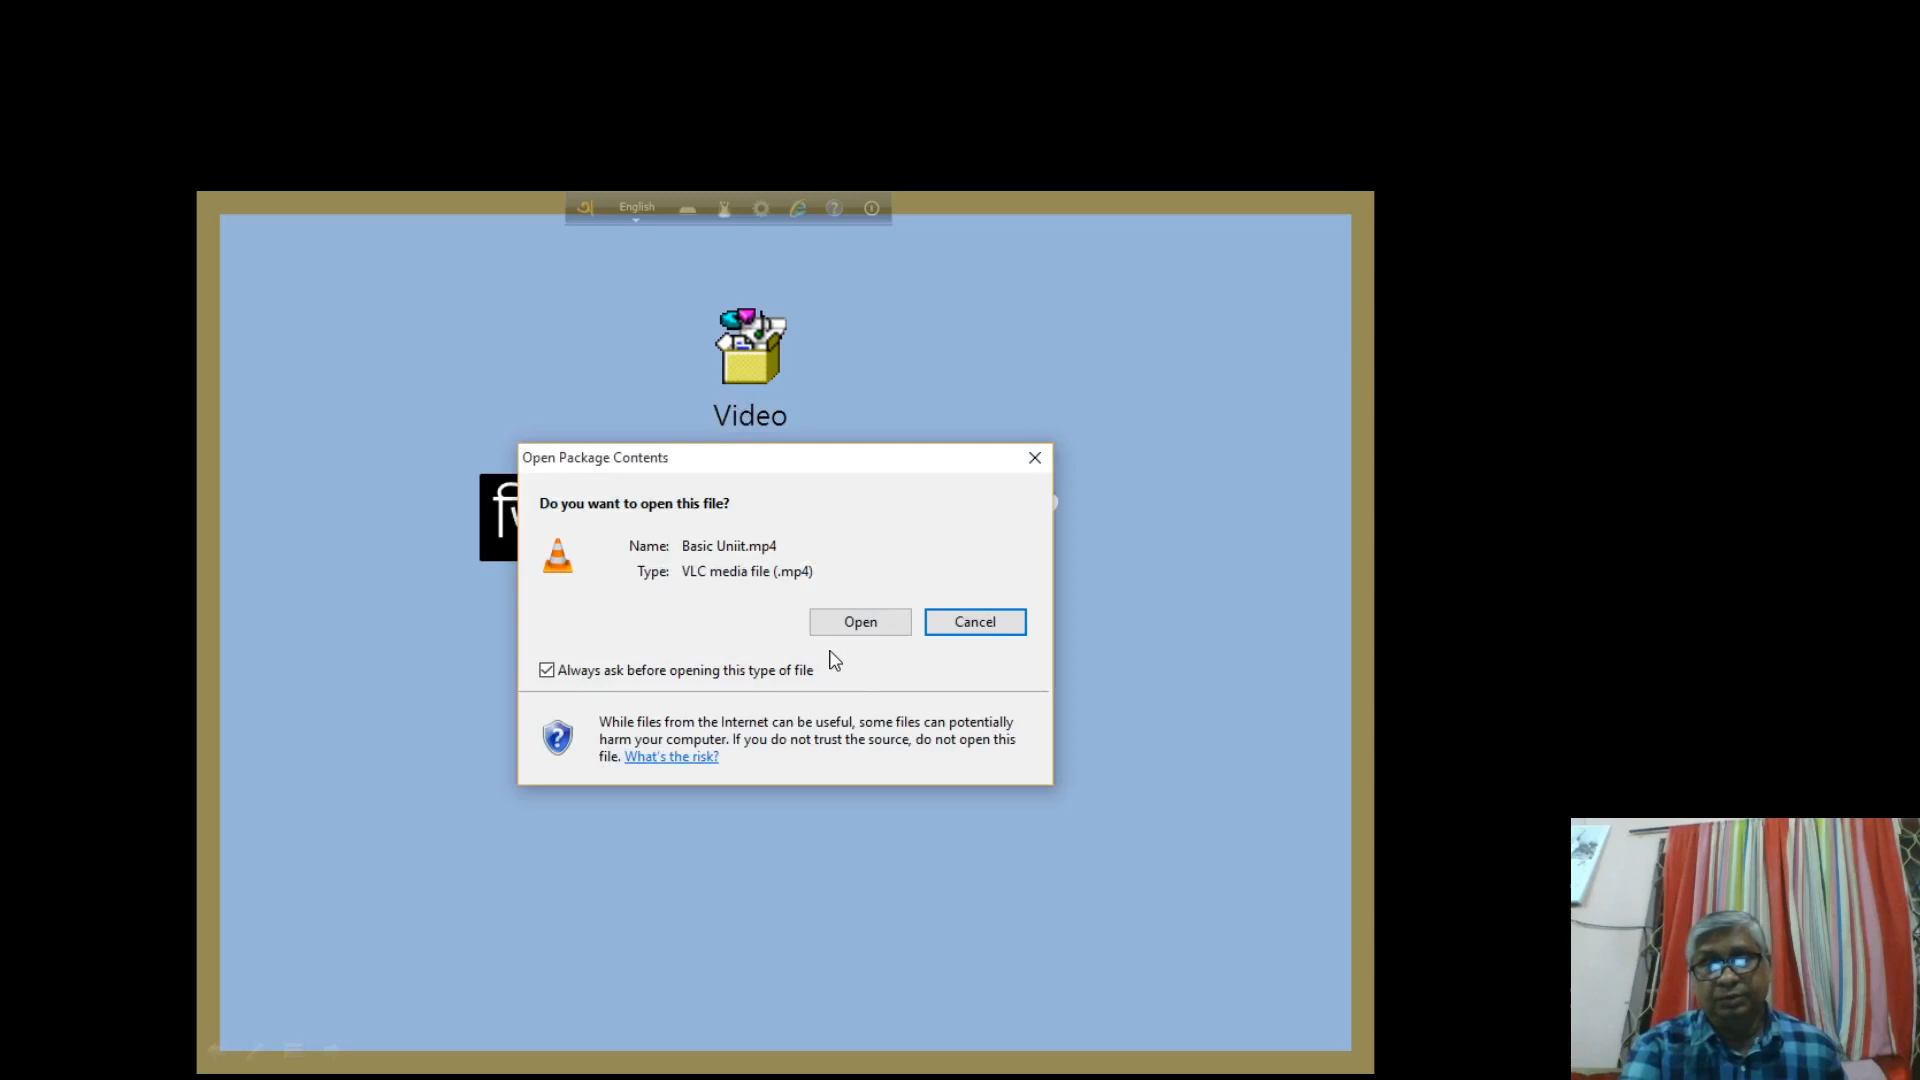 English
Video
Open Package Contents
Do you want to open this file?
Name: Basic Uniit.mp4
Type: VLC media file (.mp4)
Open Cancel
Always ask before opening this type of file
While files from the Internet can be useful, some files can potentially
harm your computer. If you do not trust the source, do not open this
file. What's the risk?